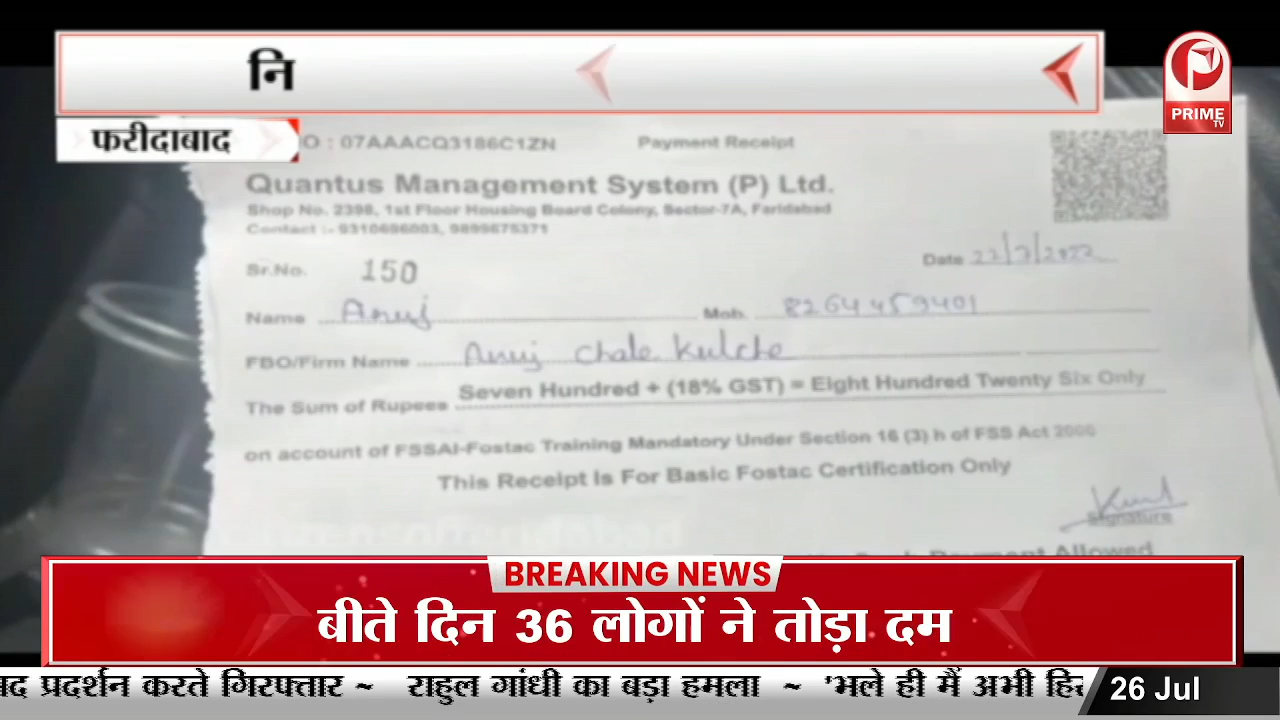 नि
PRIME
TV
फरीदाबाद
O : 07AAACQ3186C1ZN Payment Receipt
Quantus Management System (P) Ltd.
Shop No. 2398, 1st Floor Housing Board Colony, Sector-7A, Faridabad
Contact :- 9310696003, 9899675371
Sr.No. 150 Date 22/7/2022
Name Anuj Mob. 8264459401
FBO/Firm Name Anuj Chole Kulche
The Sum of Rupees Seven Hundred + (18% GST) = Eight Hundred Twenty Six Only
on account of FSSAI-Fostac Training Mandatory Under Section 16 (3) h of FSS Act 2006
This Receipt Is For Basic Fostac Certification Only
Signature
Payment Allowed
BREAKING NEWS
बीते दिन 36 लोगों ने तोड़ा दम
प्रदर्शन करते गिरफ्तार ~ राहुल गांधी का बड़ा हमला ~ 'भले ही मैं अभी
26 Jul